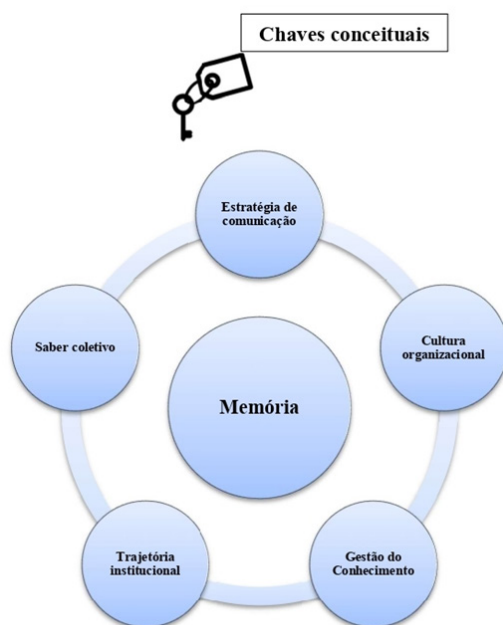 Chaves conceituais
Estratégia de
comunicação
Saber coletivo
Cultura
organizacional
Memória
Trajetória
institucional
Gestão do
Conhecimento